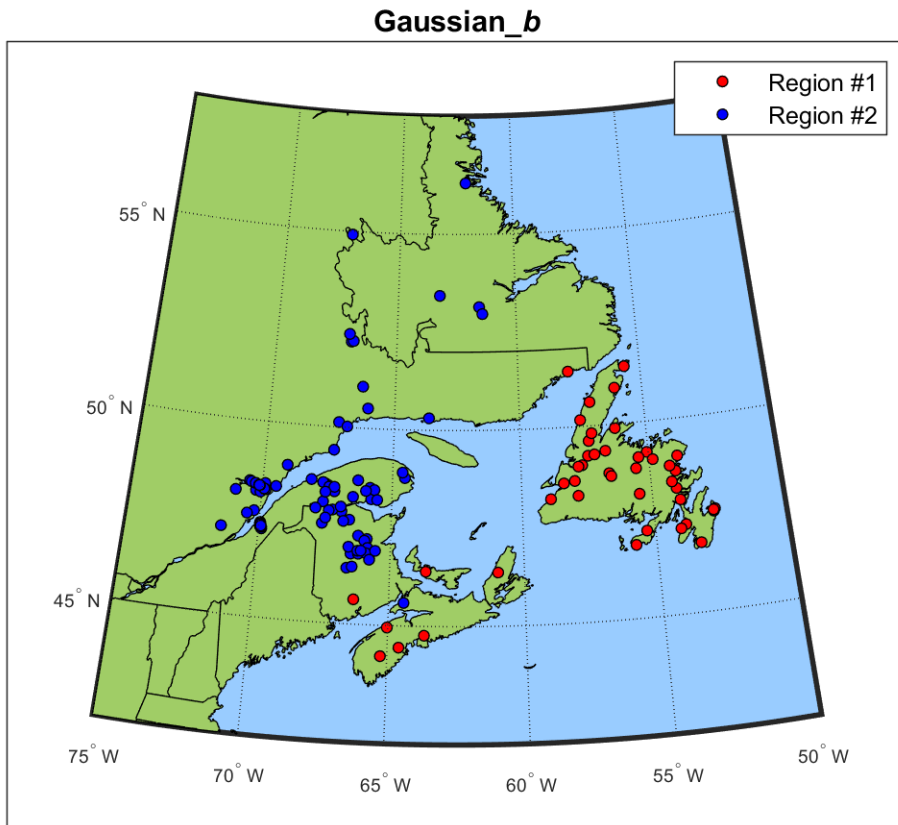 Gaussian_b
Region #1
Region #2
55° N
50° N
45° N
75° W
70° W
65° W
60° W
55° W
50° W